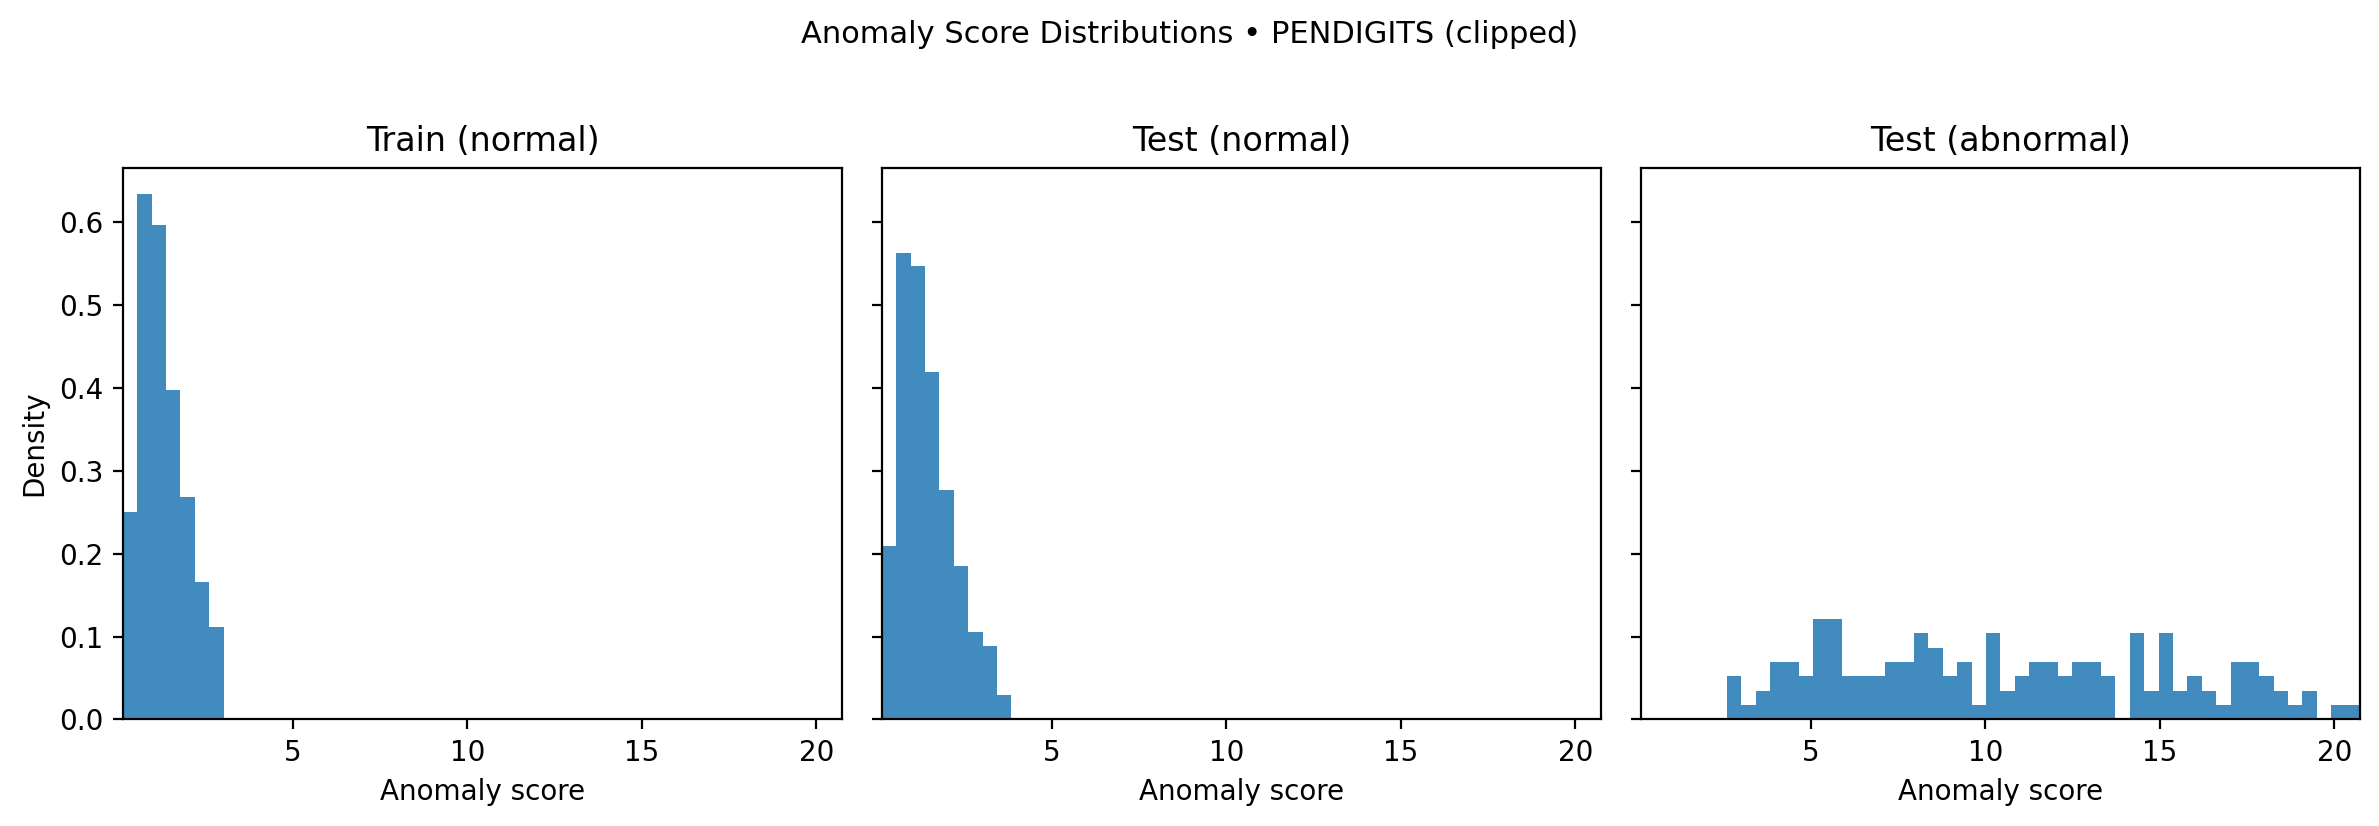 Anomaly Score Distributions • PENDIGITS (clipped)
Train (normal)
Test (normal)
Test (abnormal)
Density
0.6
0.5
0.4
0.3
0.2
0.1
0.0
5 10 15 20
5 10 15 20
5 10 15 20
Anomaly score
Anomaly score
Anomaly score